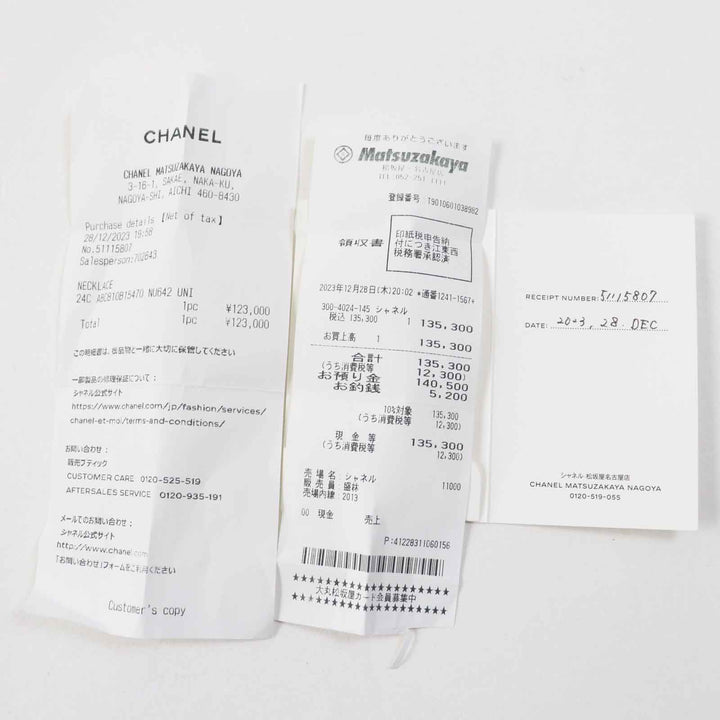 CHANEL
CHANEL MATSUZAKAYA NAGOYA
3-16-1, SAKAE, NAKA-KU,
NAGOYA-SHI, AICHI 460-8430
Purchase details [Net of tax]
28/12/2023 19:58
No.51115807
Salesperson:702643
NECKLACE
24C ABC810B15470 NU642 UNI
1pc ¥123,000
Total 1pc ¥123,000
この明細書は、当品物と一緒に大切に保管してください
一部製品の修理保証について：
シャネル公式サイト
https://www.chanel.com/jp/fashion/services/
chanel-et-moi/terms-and-conditions/
お問い合わせ：
販売ブティック
CUSTOMER CARE 0120-525-519
AFTERSALES SERVICE 0120-935-191
メールでのお問い合わせ：
シャネル公式サイト
http://www.chanel.com
「お問い合わせ」フォームをご利用ください
Customer's copy
毎度ありがとうございます
Matsuzakaya
松坂屋 名古屋店
TEL 052-251-1111
登録番号 T9010601038982
領収書
印紙税申告納
付につき江東西
税務署承認済
2023年12月28日(木)20:02 *通番1241-1567*
300-4024-145 シャネル
税込 135,300 1 135,300
お買上高 1 135,300
合計 135,300
(うち消費税等 12,300)
お預り金 140,500
お釣銭 5,200
10%対象 135,300
(うち消費税等 12,300)
現 金 等 135,300
(うち消費税等 12,300)
売 場 名：シャネル
販 売 員：盛林 11000
売場内線：2013
00 現金 売上
P:41228311060156
★★★★★★★★★★★★★★★★★★★★
大丸松坂屋カード会員募集中
★★★★★★★★★★★★★★★★★★★★
RECEIPT NUMBER: 51115807
DATE: 2023, 28. DEC
シャネル 松坂屋名古屋店
CHANEL MATSUZAKAYA NAGOYA
0120-519-055